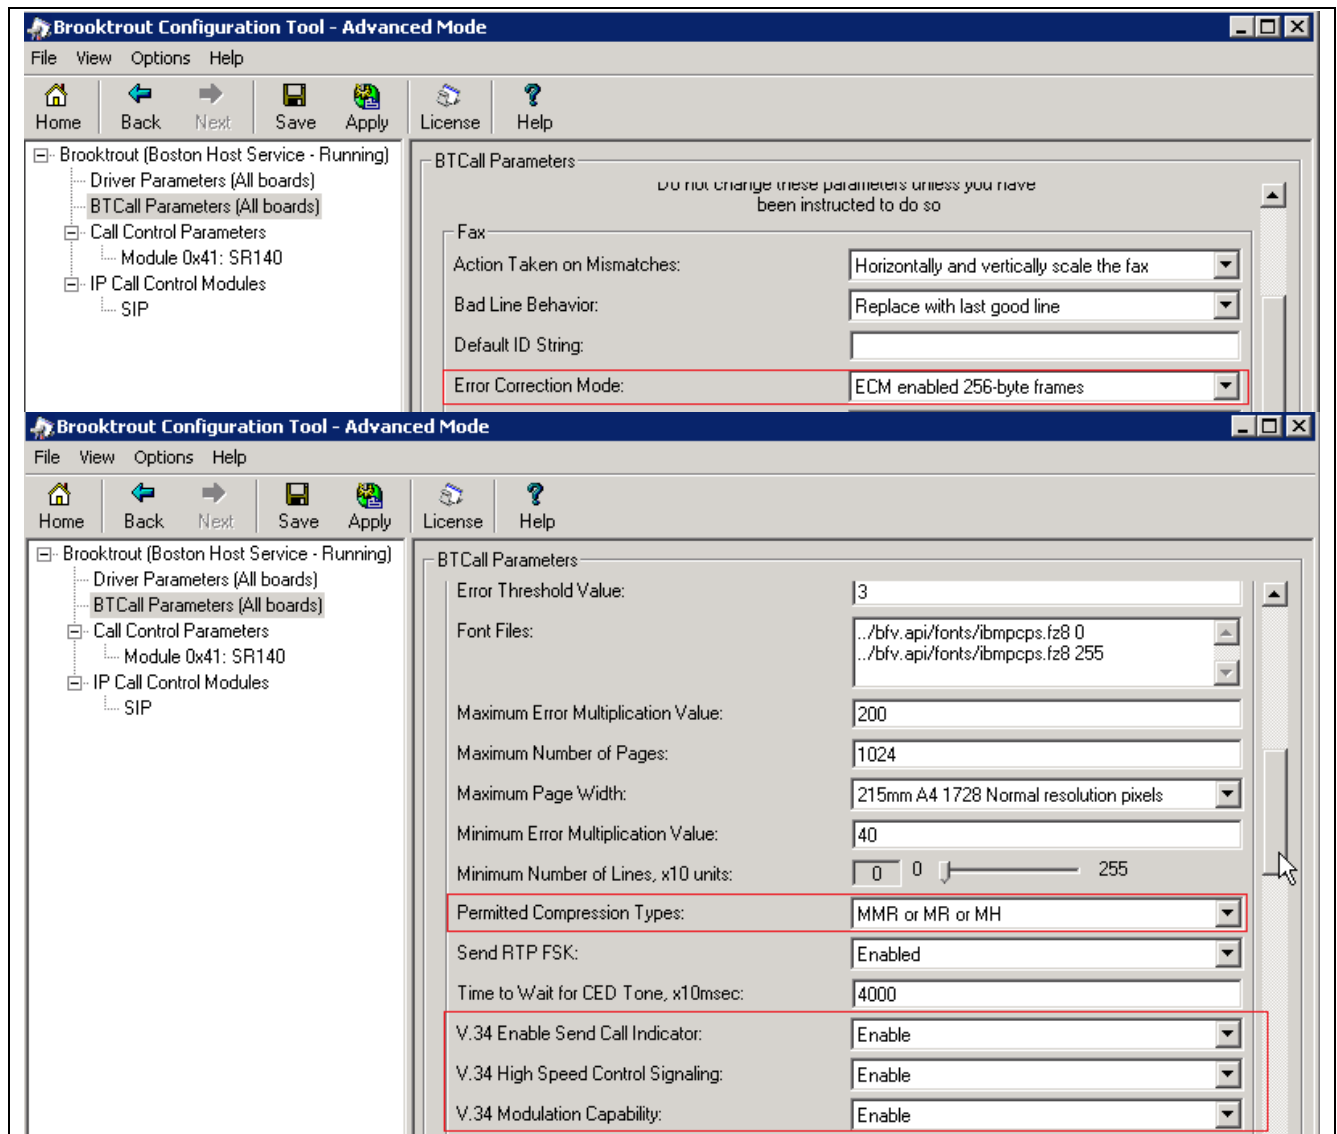 Brooktrout Configuration Tool - Advanced Mode
File View Options Help
Home Back Next Save Apply License Help
Brooktrout (Boston Host Service - Running)
Driver Parameters (All boards)
BTCall Parameters (All boards)
Call Control Parameters
Module 0x41: SR140
IP Call Control Modules
SIP
BTCall Parameters
Do not change these parameters unless you have
been instructed to do so
Fax
Action Taken on Mismatches: Horizontally and vertically scale the fax
Bad Line Behavior: Replace with last good line
Default ID String:
Error Correction Mode: ECM enabled 256-byte frames
Brooktrout Configuration Tool - Advanced Mode
File View Options Help
Home Back Next Save Apply License Help
Brooktrout (Boston Host Service - Running)
Driver Parameters (All boards)
BTCall Parameters (All boards)
Call Control Parameters
Module 0x41: SR140
IP Call Control Modules
SIP
BTCall Parameters
Error Threshold Value: 3
Font Files: ../bfv.api/fonts/ibmpcps.fz8 0
../bfv.api/fonts/ibmpcps.fz8 255
Maximum Error Multiplication Value: 200
Maximum Number of Pages: 1024
Maximum Page Width: 215mm A4 1728 Normal resolution pixels
Minimum Error Multiplication Value: 40
Minimum Number of Lines, x10 units: 0 0 255
Permitted Compression Types: MMR or MR or MH
Send RTP FSK: Enabled
Time to Wait for CED Tone, x10msec: 4000
V.34 Enable Send Call Indicator: Enable
V.34 High Speed Control Signaling: Enable
V.34 Modulation Capability: Enable